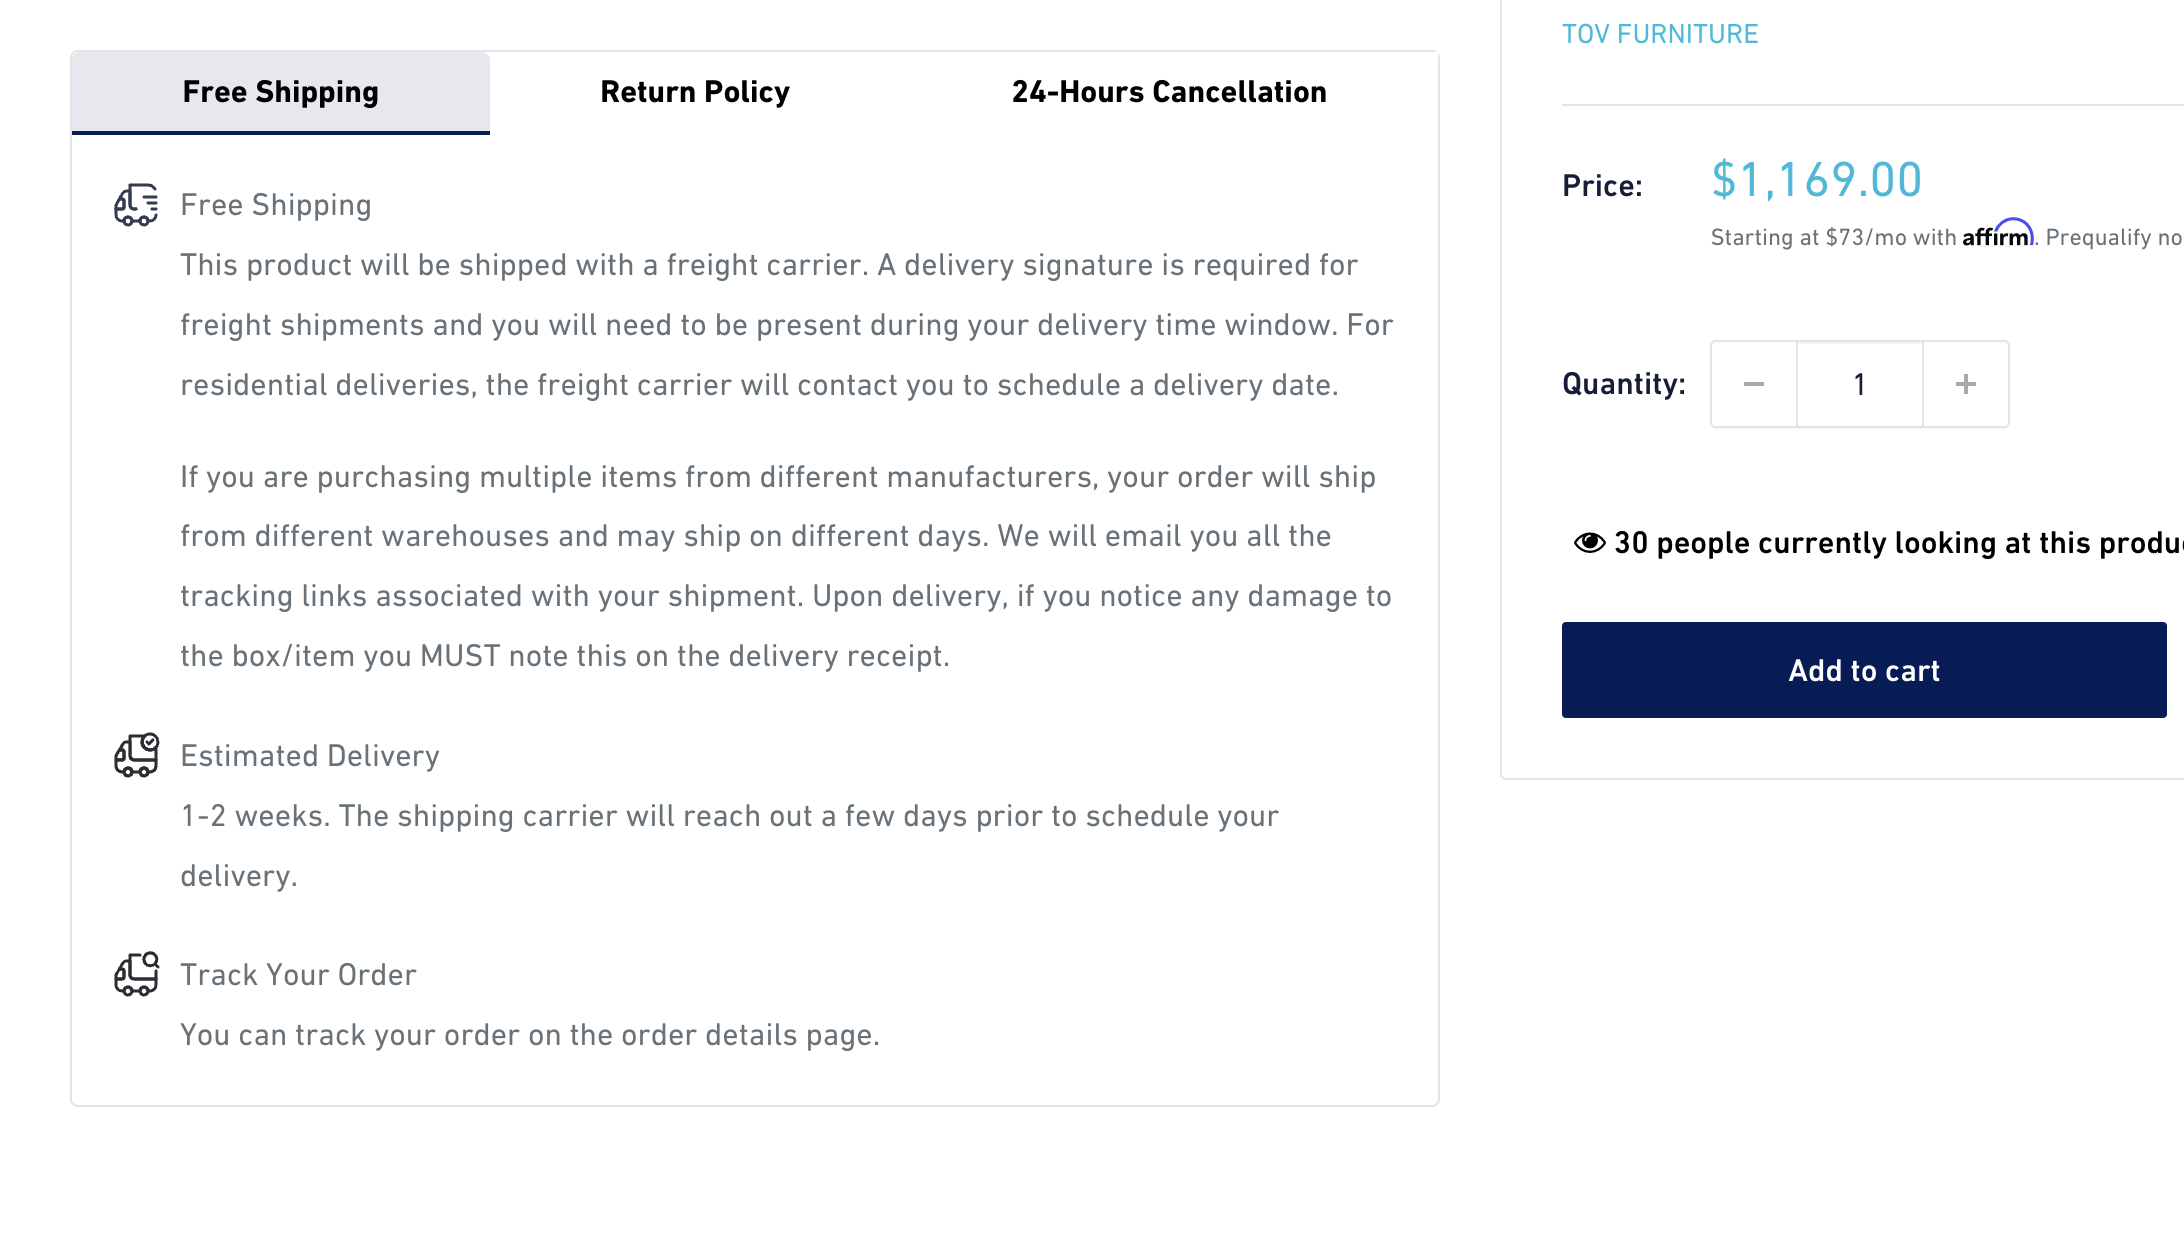 Free Shipping
Return Policy
24-Hours Cancellation
Free Shipping
This product will be shipped with a freight carrier. A delivery signature is required for
freight shipments and you will need to be present during your delivery time window. For
residential deliveries, the freight carrier will contact you to schedule a delivery date.
If you are purchasing multiple items from different manufacturers, your order will ship
from different warehouses and may ship on different days. We will email you all the
tracking links associated with your shipment. Upon delivery, if you notice any damage to
the box/item you MUST note this on the delivery receipt.
Estimated Delivery
1-2 weeks. The shipping carrier will reach out a few days prior to schedule your
delivery.
Track Your Order
You can track your order on the order details page.
TOV FURNITURE
Price:
$1,169.00
Starting at $73/mo with affirm. Prequalify
Quantity:
1
30 people currently looking at this
Add to cart